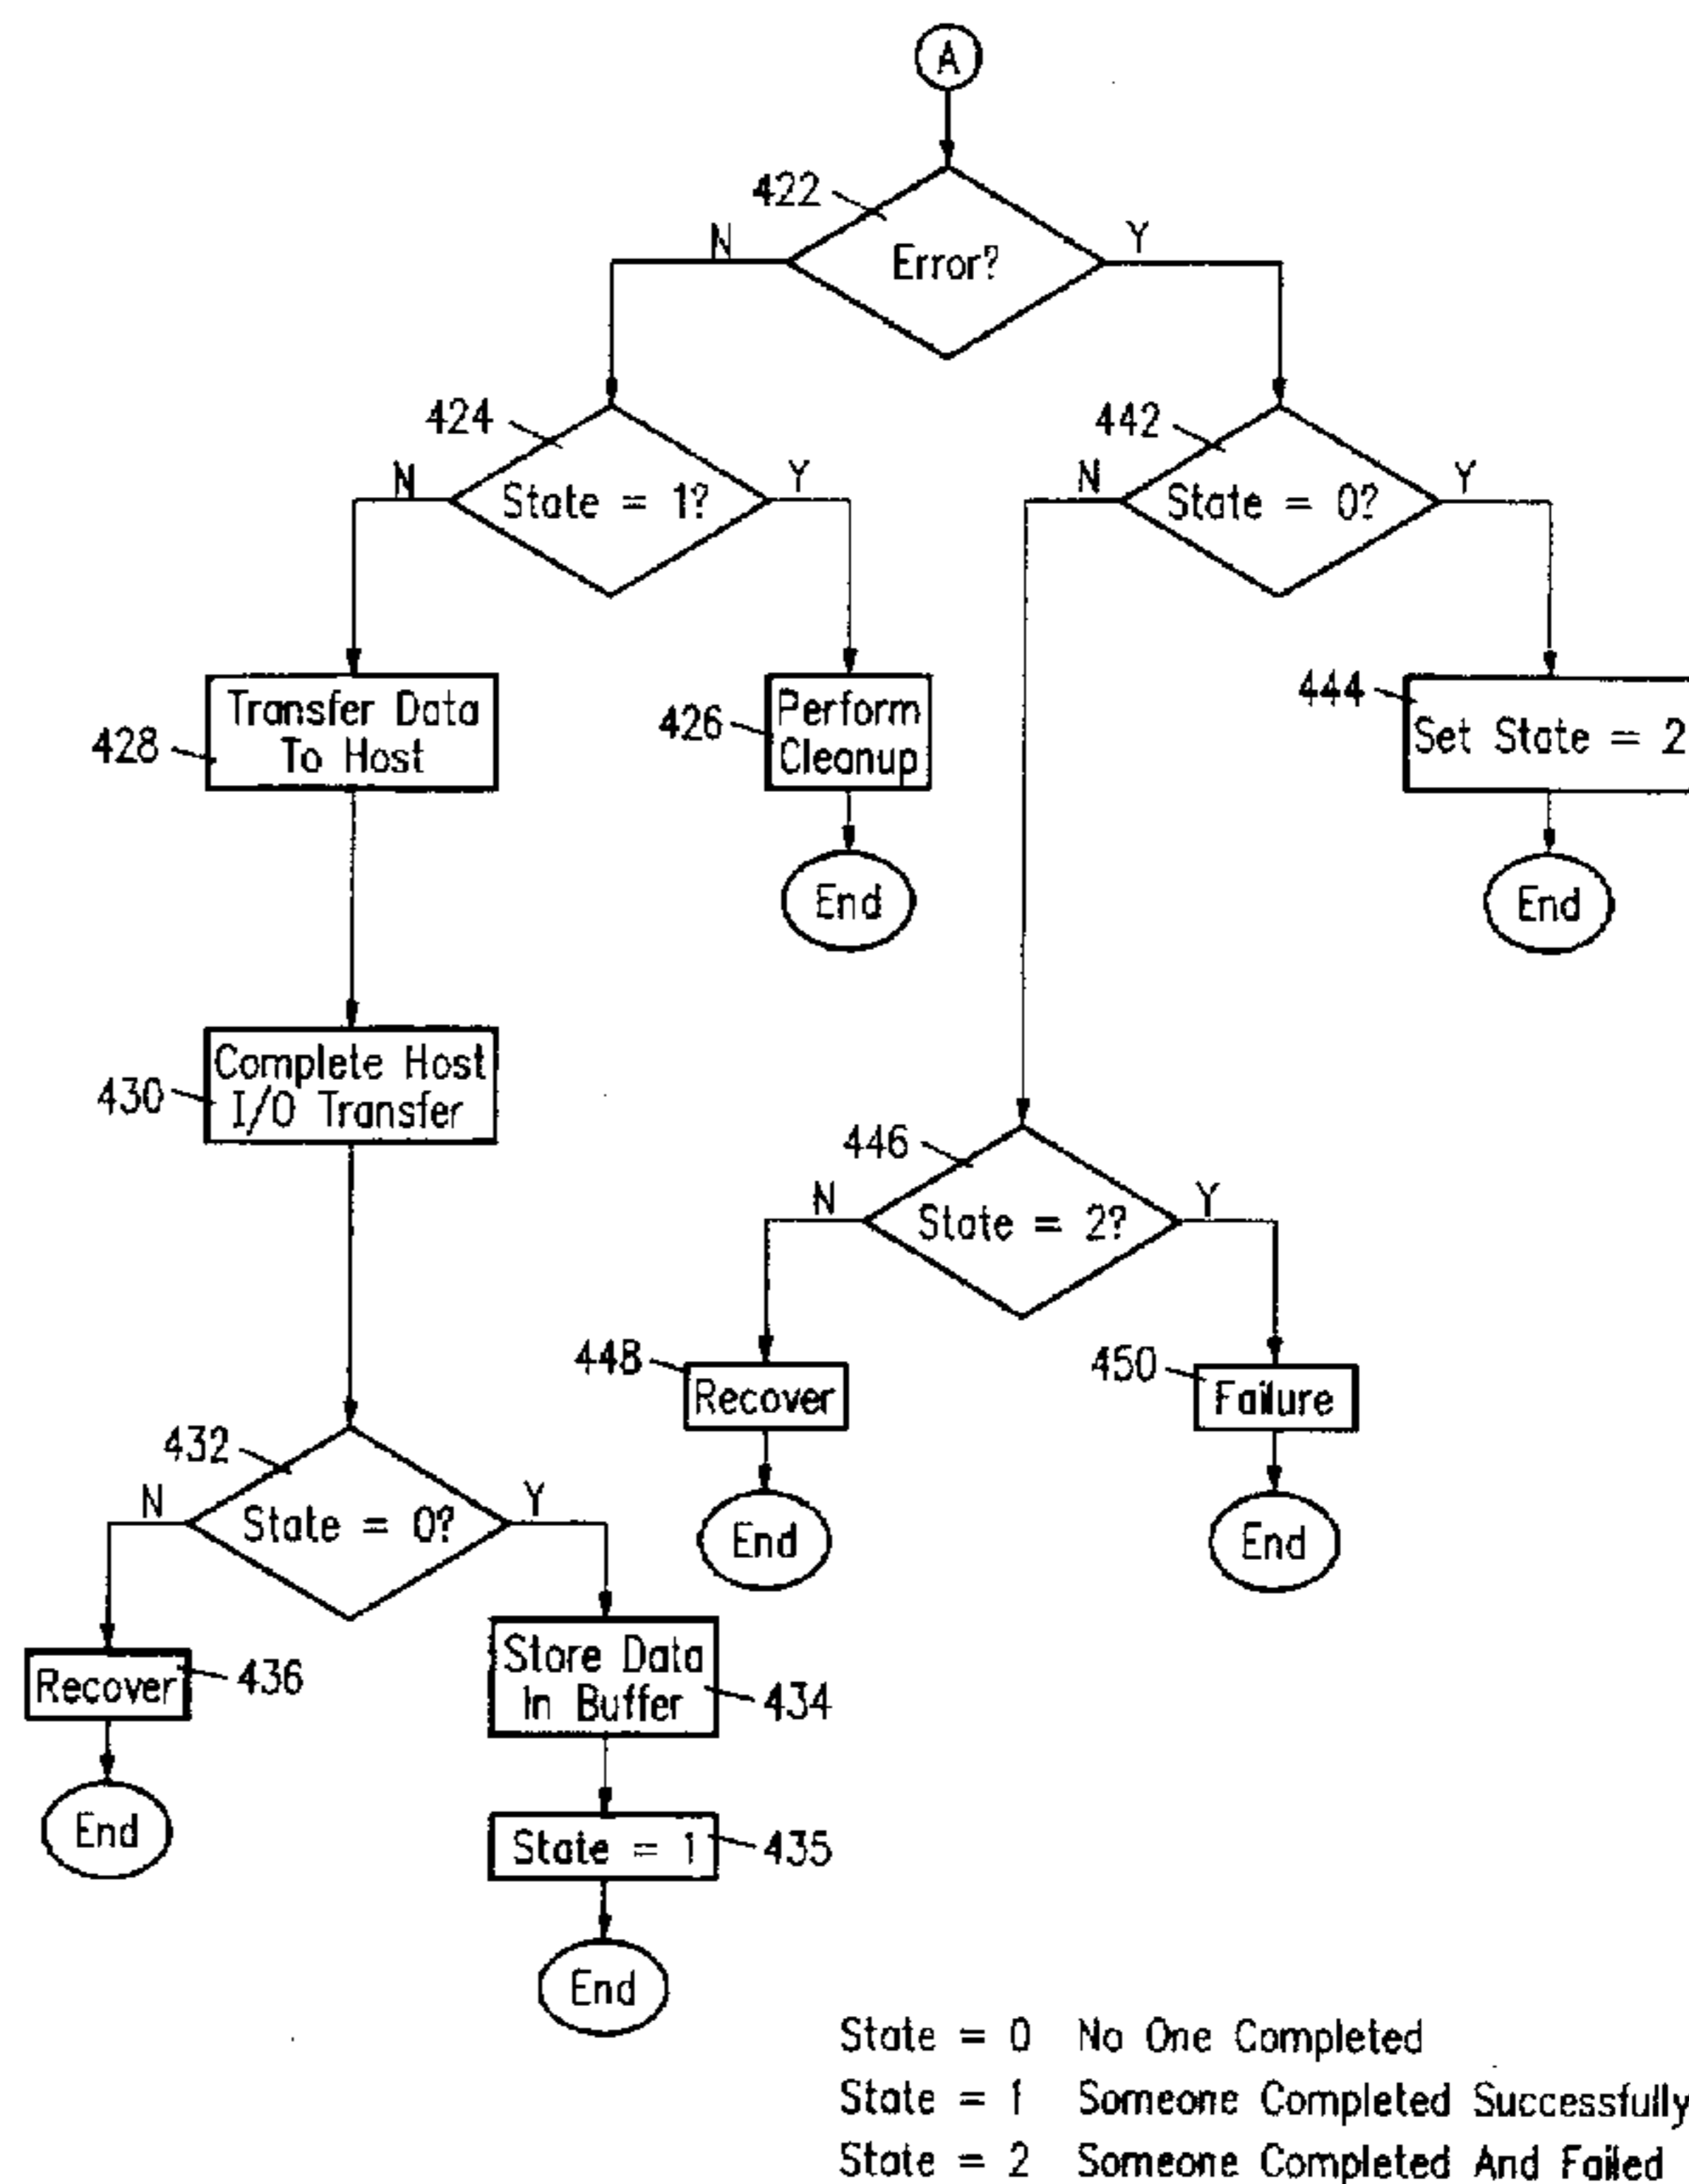 A
422
N
Error?
Y
424
N
State = 1?
Y
442
N
State = 0?
Y
428
Transfer Data
To Host
426
Perform
Cleanup
444
Set State = 2
End
End
430
Complete Host
I/O Transfer
446
N
State = 2?
Y
448
Recover
450
Failure
432
N
State = 0?
Y
End
End
Recover
436
Store Data
In Buffer
434
End
State = 1
435
End
State = 0 No One Completed
State = 1 Someone Completed Successfully
State = 2 Someone Completed And Failed